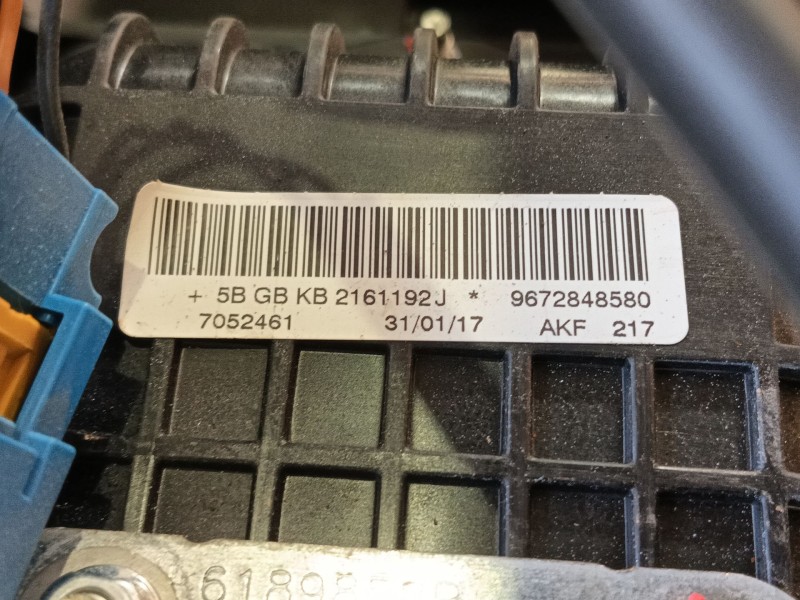 + 5B GB KB 2161192J * 9672848580
7052461 31/01/17 AKF 217